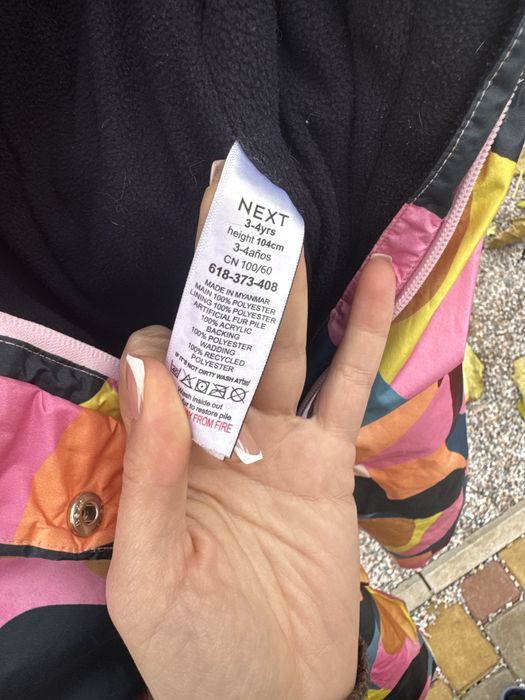 NEXT
3-4yrs
height 104cm
3-4años
CN 100/60
618-373-408
MADE IN MYANMAR
MAIN 100% POLYESTER
LINING 100% POLYESTER
ARTIFICIAL FUR PILE
100% ACRYLIC
BACKING
100% POLYESTER
WADDING
100% RECYCLED
POLYESTER
IF IT'S NOT DIRTY WASH AT
Wash inside out
fur to restore pile
FROM FIRE